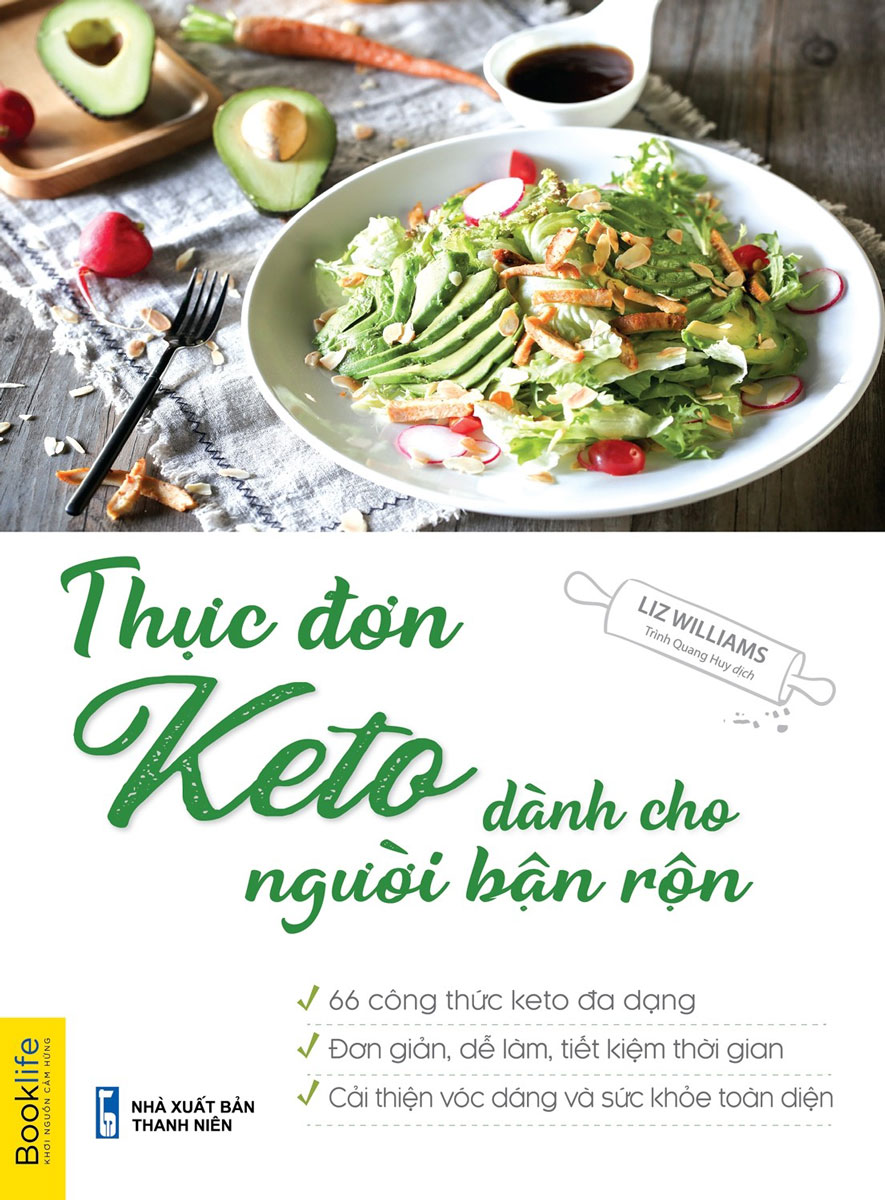 Thực đơn
LIZ WILLIAMS
Trình Quang Huy dịch
Keto
dành cho
người bận rộn
66 công thức keto đa dạng
Đơn giản, dễ làm, tiết kiệm thời gian
Cải thiện vóc dáng và sức khỏe toàn diện
Booklife
KHƠI NGUỒN CẢM HỨNG
NHÀ XUẤT BẢN
THANH NIÊN